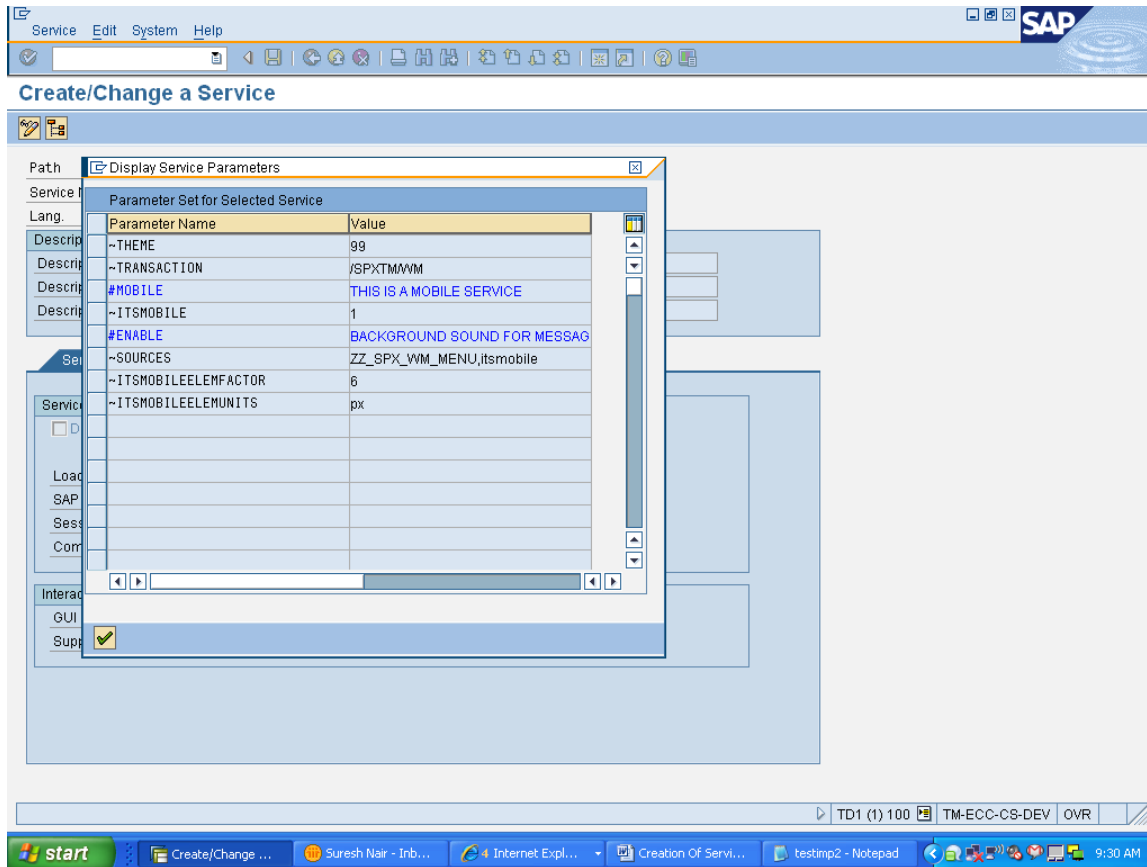 Service Edit System Help
SAP
Create/Change a Service
Path
Service
Lang.
Display Service Parameters
Parameter Set for Selected Service
Parameter Name Value
~THEME 99
~TRANSACTION /SPXTM/WM
#MOBILE THIS IS A MOBILE SERVICE
~ITSMOBILE 1
#ENABLE BACKGROUND SOUND FOR MESSAG
~SOURCES ZZ_SPX_WM_MENU,itsmobile
~ITSMOBILEELEMFACTOR 6
~ITSMOBILEELEMUNITS px
Descrip
Descrip
Descrip
Descrip
Ser
Servic
D
Load
SAP
Sess
Com
Interac
GUI
Supp
TD1 (1) 100 TM-ECC-CS-DEV OVR
start Create/Change ... Suresh Nair - Inb... 4 Internet Expl... Creation Of Servi... testimp2 - Notepad 9:30 AM